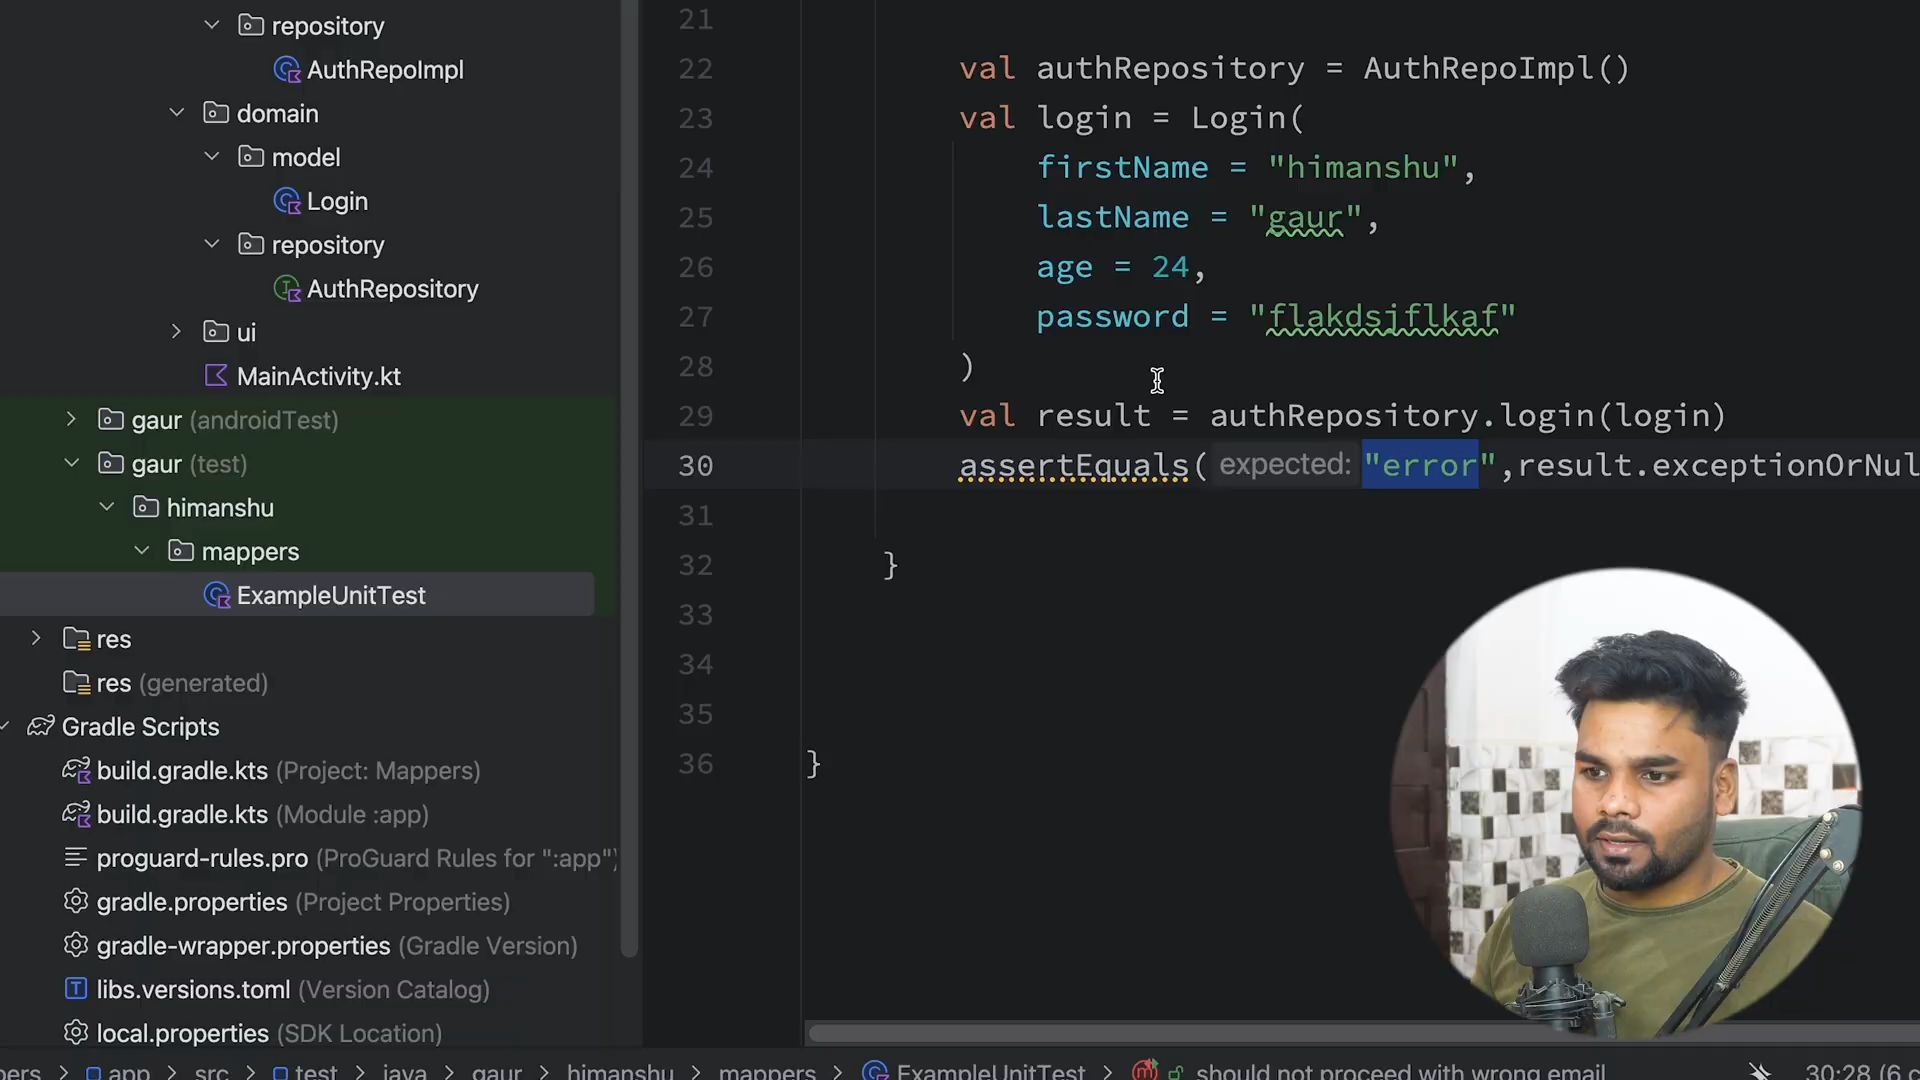 repository
AuthRepoImpl
domain
model
Login
repository
AuthRepository
ui
MainActivity.kt
gaur (androidTest)
gaur (test)
himanshu
mappers
ExampleUnitTest
res
res (generated)
Gradle Scripts
build.gradle.kts (Project: Mappers)
build.gradle.kts (Module :app)
proguard-rules.pro (ProGuard Rules for ":app")
gradle.properties (Project Properties)
gradle-wrapper.properties (Gradle Version)
libs.versions.toml (Version Catalog)
local.properties (SDK Location)
21
22 val authRepository = AuthRepoImpl()
23 val login = Login(
24 firstName = "himanshu",
25 lastName = "gaur",
26 age = 24,
27 password = "flakdsjflkaf"
28 )
29 val result = authRepository.login(login)
30 assertEquals( expected: "error",result.exceptionOrNul
31
32 }
33
34
35
36 }
pers > app > src > test > java > gaur > himanshu > mappers > ExampleUnitTest > should not proceed with wrong email
30:28 (6 c